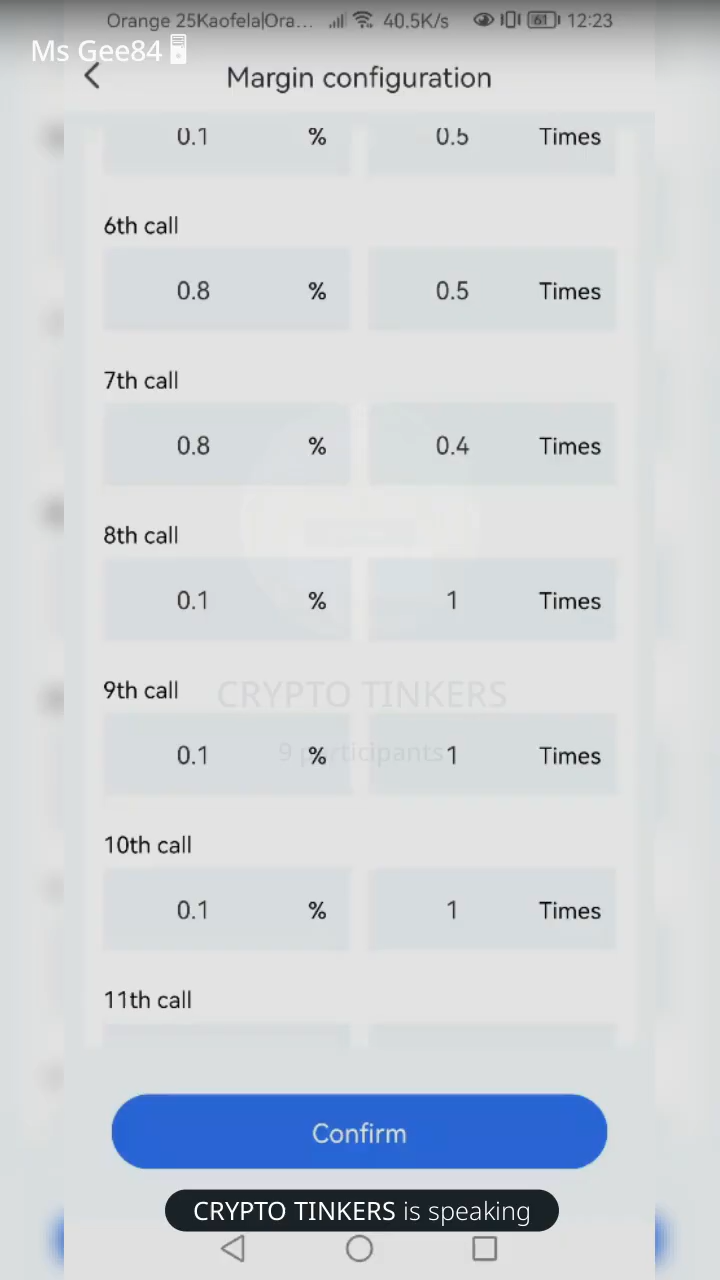 Orange 25Kaofela|Ora... 40.5K/s 61 12:23
Ms Gee84
Margin configuration
0.1 % 0.5 Times
6th call
0.8 % 0.5 Times
7th call
0.8 % 0.4 Times
8th call
0.1 % 1 Times
9th call
CRYPTO TINKERS
0.1 % 1 Times
9 participants
10th call
0.1 % 1 Times
11th call
Confirm
CRYPTO TINKERS is speaking